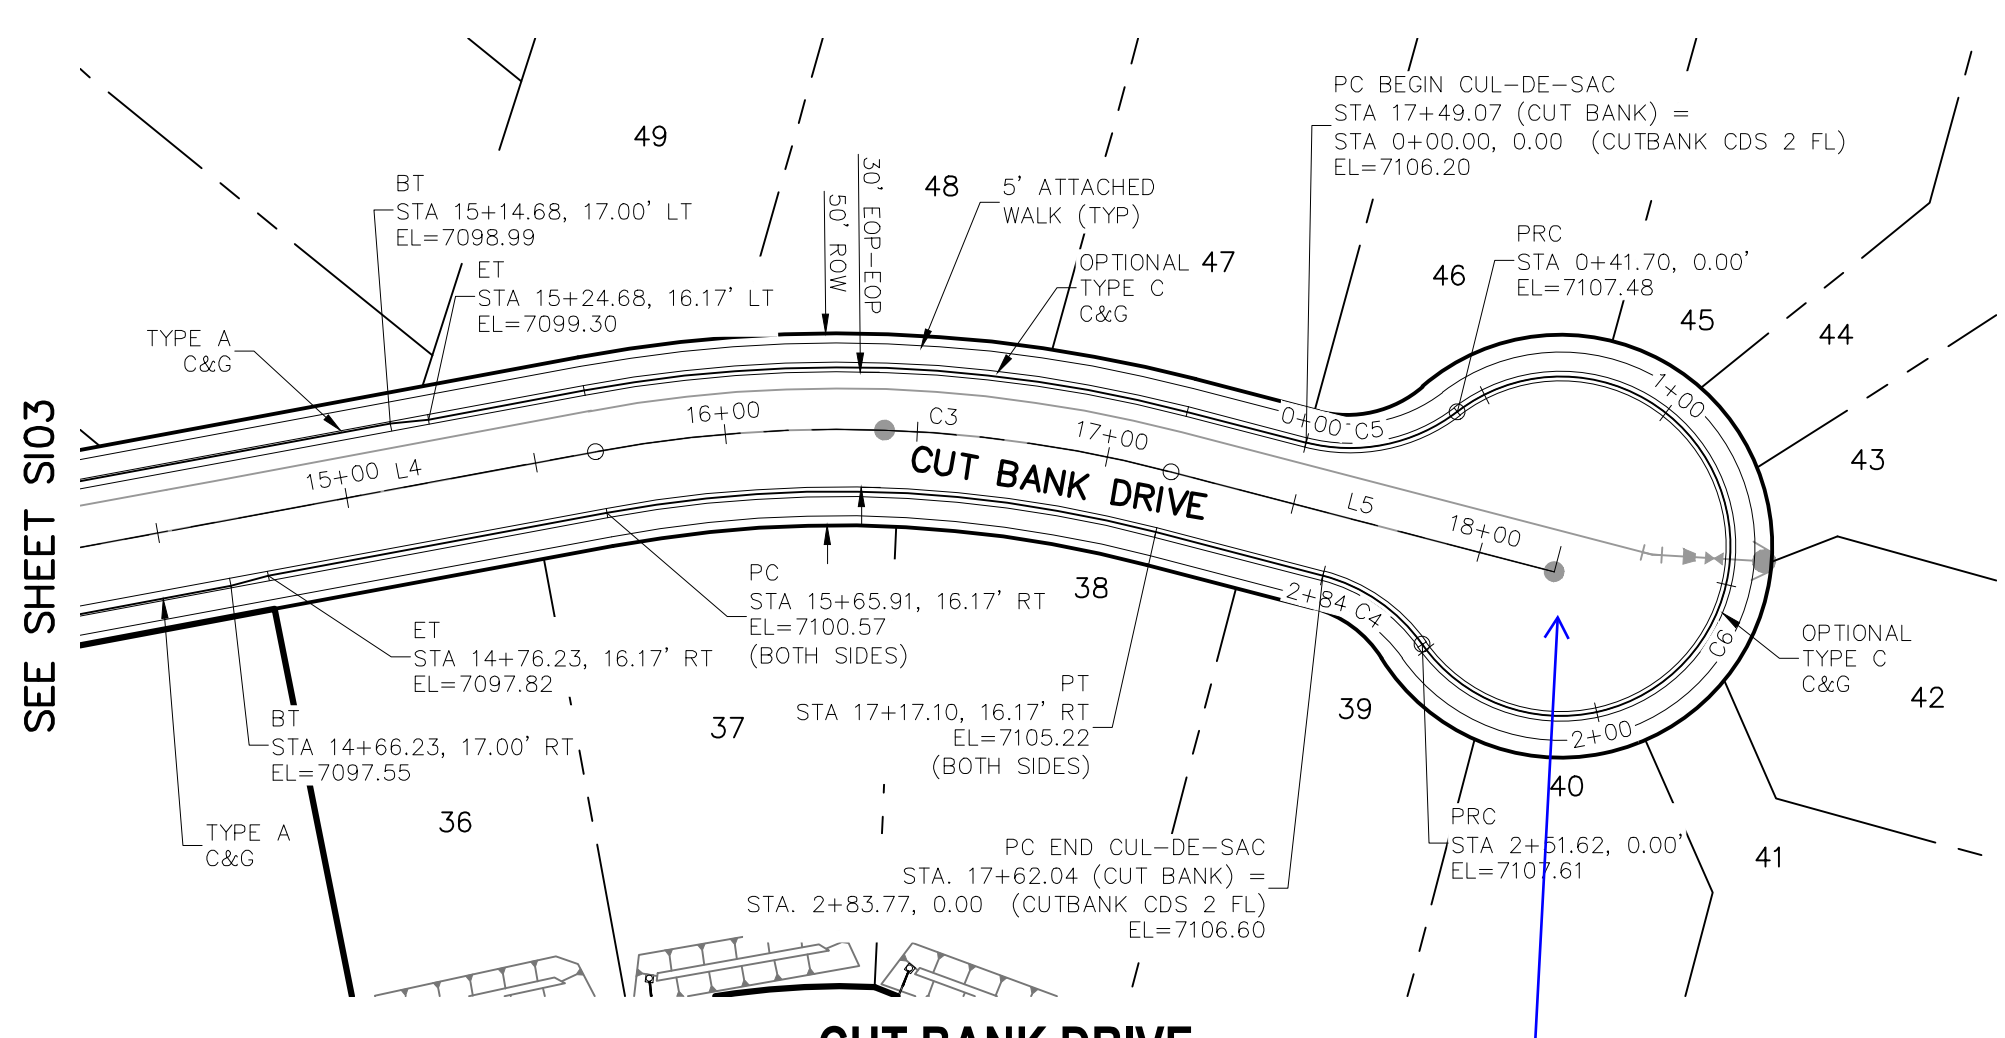 PC BEGIN CUL-DE-SAC
STA 17+49.07 (CUT BANK) =
STA 0+00.00, 0.00 (CUTBANK CDS 2 FL)
EL=7106.20
49
48
5' ATTACHED
WALK (TYP)
30' EOP-EOP
50' ROW
BT
STA 15+14.68, 17.00' LT
EL=7098.99
ET
STA 15+24.68, 16.17' LT
EL=7099.30
OPTIONAL
TYPE C
C&G
47
46
PRC
STA 0+41.70, 0.00'
EL=7107.48
45
44
43
TYPE A
C&G
SEE SHEET SI03
15+00 L4
16+00
C3
17+00
CUT BANK DRIVE
0+00
C5
1+00
L5
18+00
2+84 C4
C6
2+00
OPTIONAL
TYPE C
C&G
42
PC
STA 15+65.91, 16.17' RT
EL=7100.57
(BOTH SIDES)
38
ET
STA 14+76.23, 16.17' RT
EL=7097.82
BT
STA 14+66.23, 17.00' RT
EL=7097.55
37
PT
STA 17+17.10, 16.17' RT
EL=7105.22
(BOTH SIDES)
39
40
PRC
STA 2+51.62, 0.00'
EL=7107.61
41
36
TYPE A
C&G
PC END CUL-DE-SAC
STA. 17+62.04 (CUT BANK) =
STA. 2+83.77, 0.00 (CUTBANK CDS 2 FL)
EL=7106.60
CUT BANK DRIVE